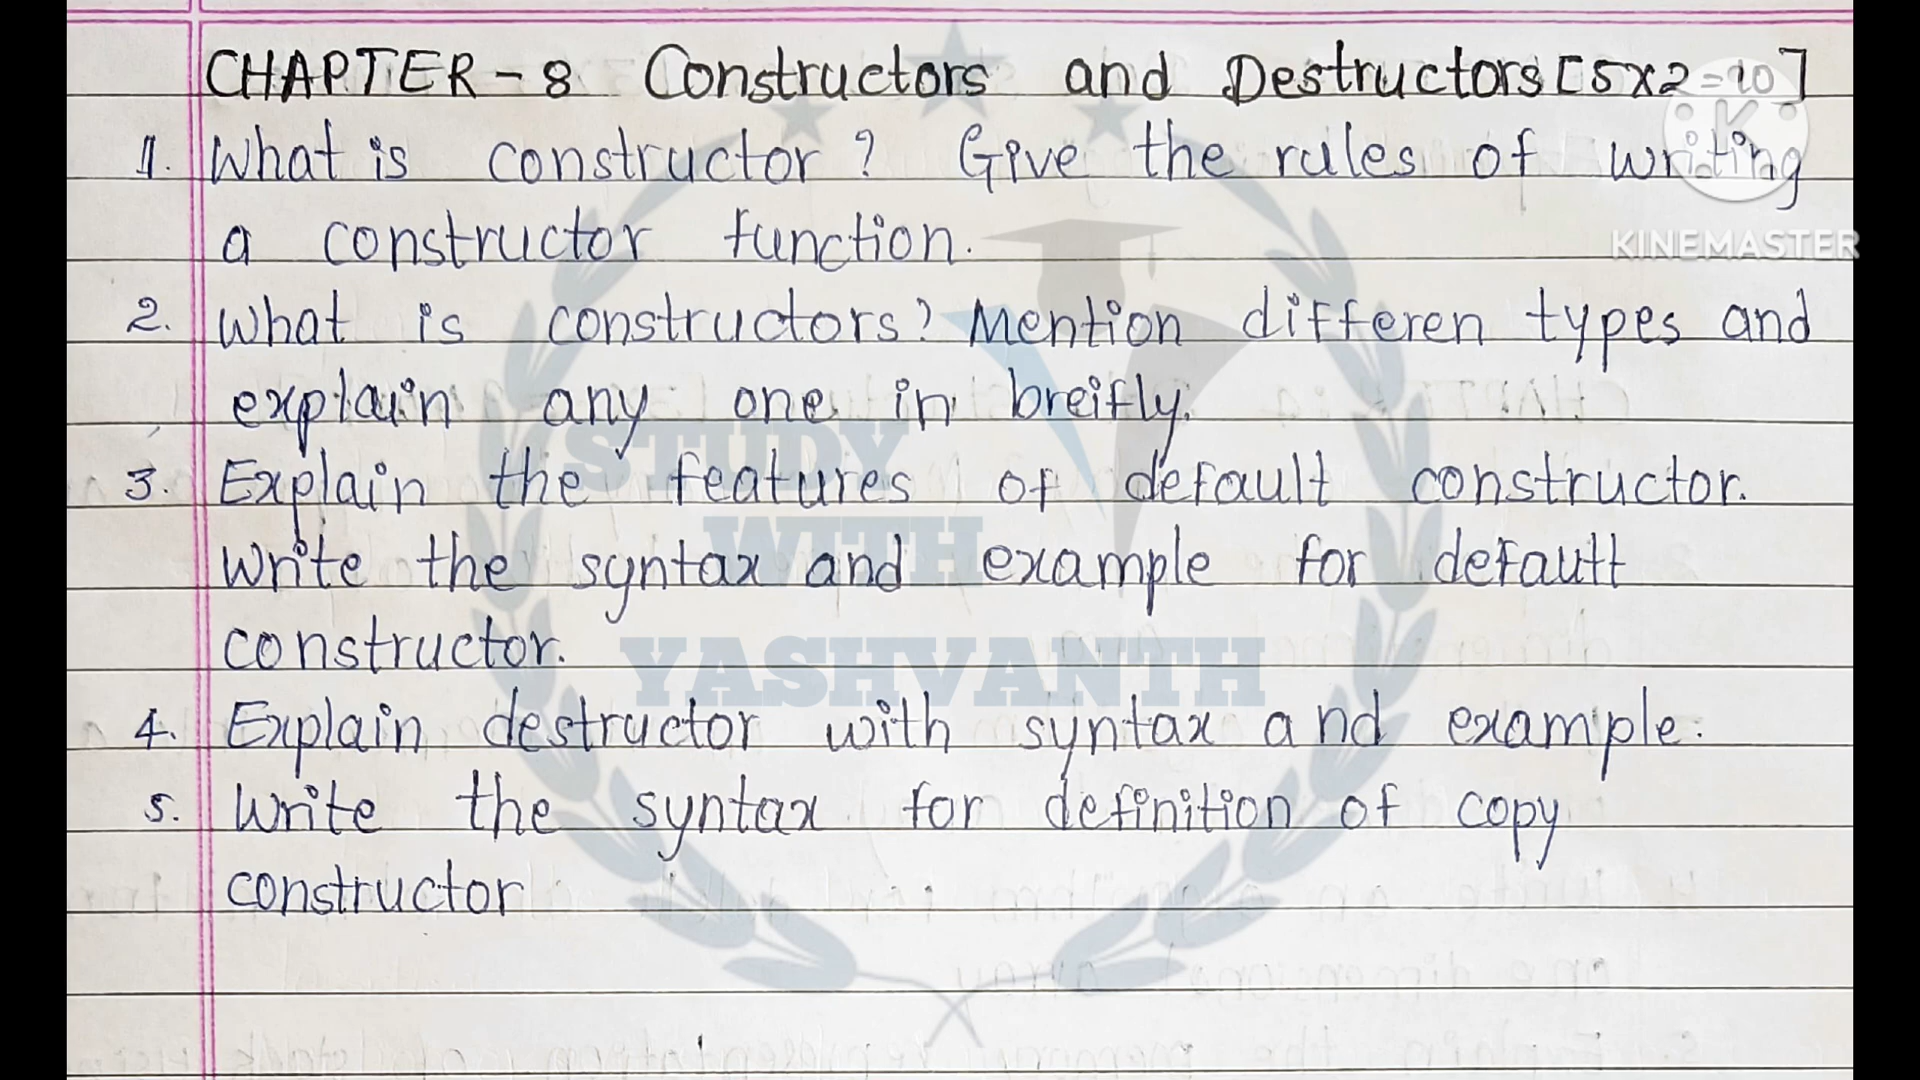 CHAPTER - 8 Constructors and Destructors [5x2=10]
1. What is constructor? Give the rules of writing
a constructor function.
KINEMASTER
2. What is constructors? Mention differen types and
explain any one in breifly.
3. Explain the features of default constructor.
Write the syntax and example for default
constructor.
4. Explain destructor with syntax and example.
5. Write the syntax for definition of copy
constructor
STUDY
WITH
YASHVANTH